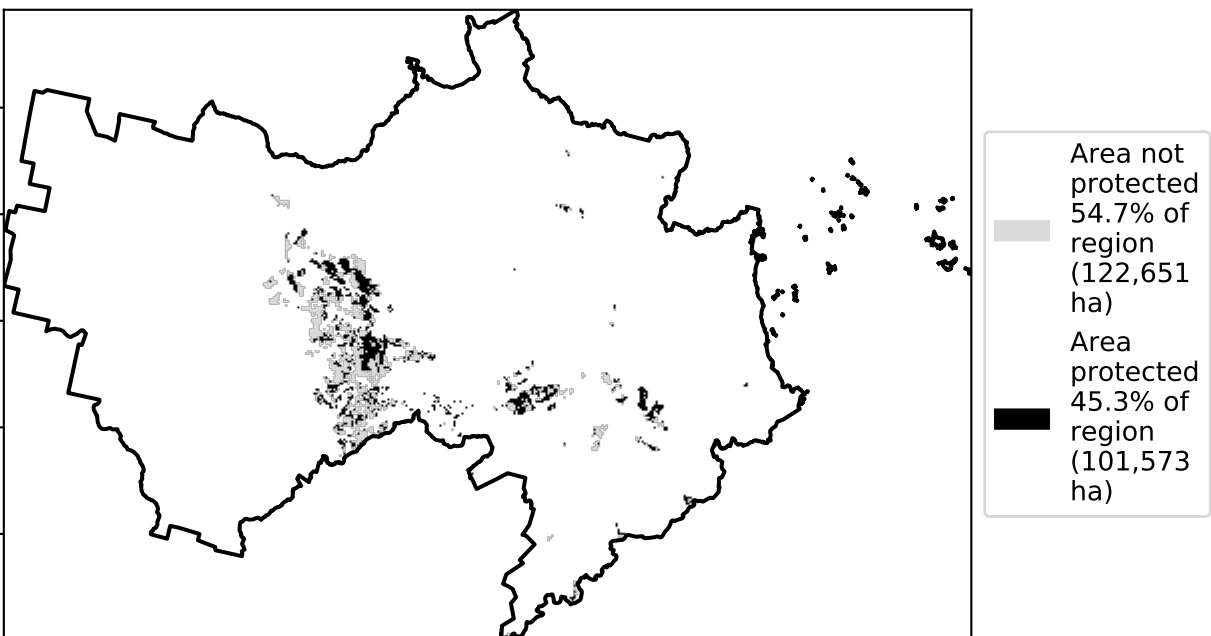 Area not
protected
54.7% of
region
(122,651
ha)
Area
protected
45.3% of
region
(101,573
ha)